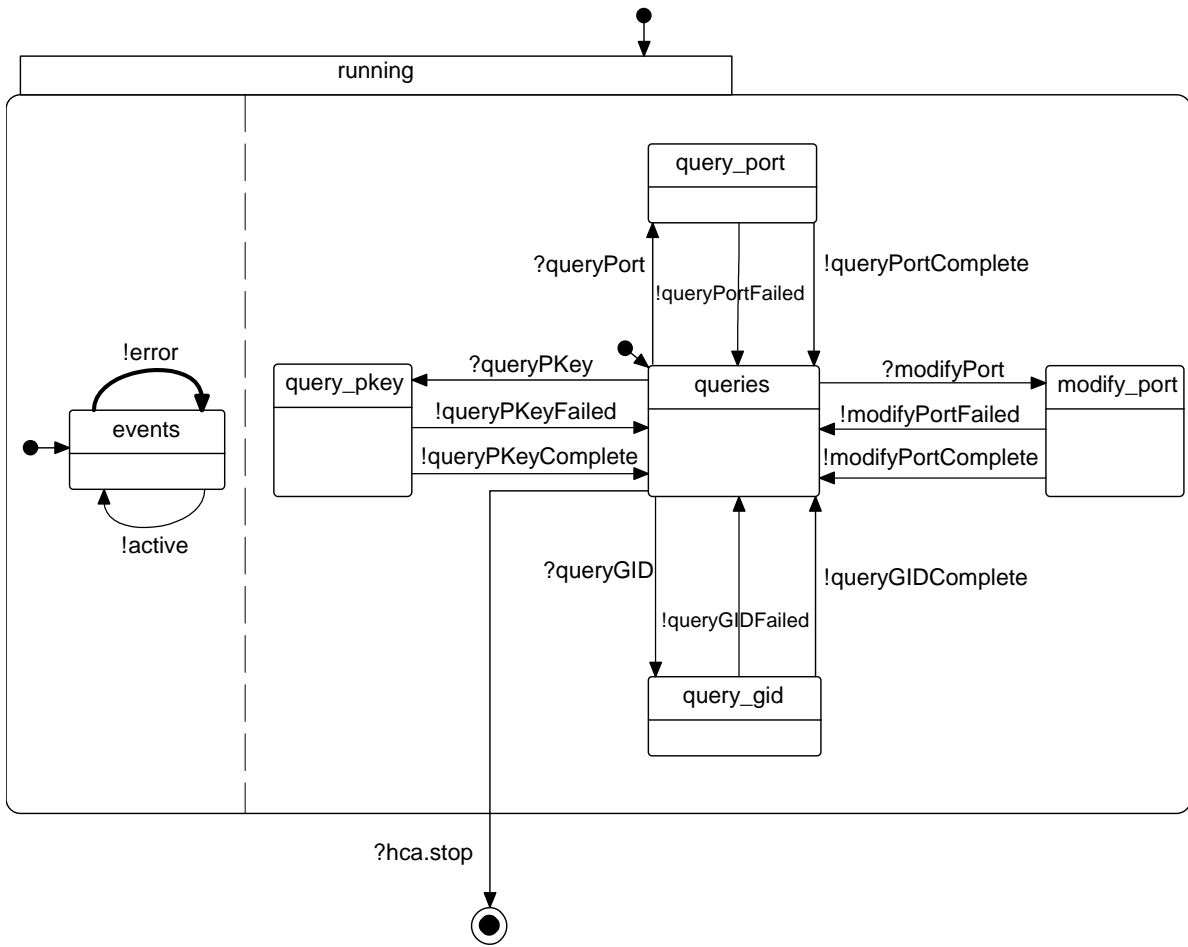 running
query_port
?queryPort
!queryPortComplete
!queryPortFailed
!error
?queryPKey
?modifyPort
query_pkey
queries
modify_port
!queryPKeyFailed
!modifyPortFailed
events
!queryPKeyComplete
!modifyPortComplete
!active
?queryGID
!queryGIDComplete
!queryGIDFailed
query_gid
?hca.stop